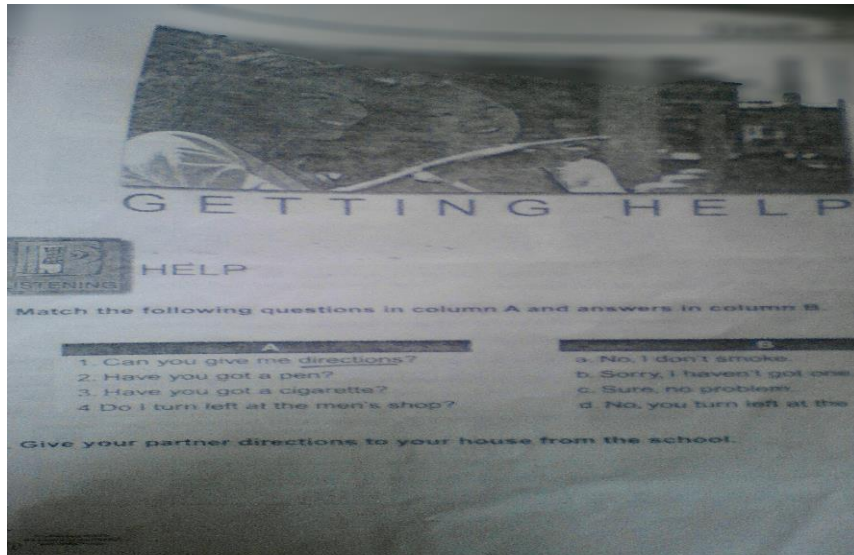 GETTING HELP
LISTENING
HELP
Match the following questions in column A and answers in column B.
A
1. Can you give me directions?
2. Have you got a pen?
3. Have you got a cigarette?
4 Do I turn left at the men's shop?
B
a. No, I don't smoke.
b. Sorry, I haven't got one
c. Sure, no problem.
d. No, you turn left at the
. Give your partner directions to your house from the school.